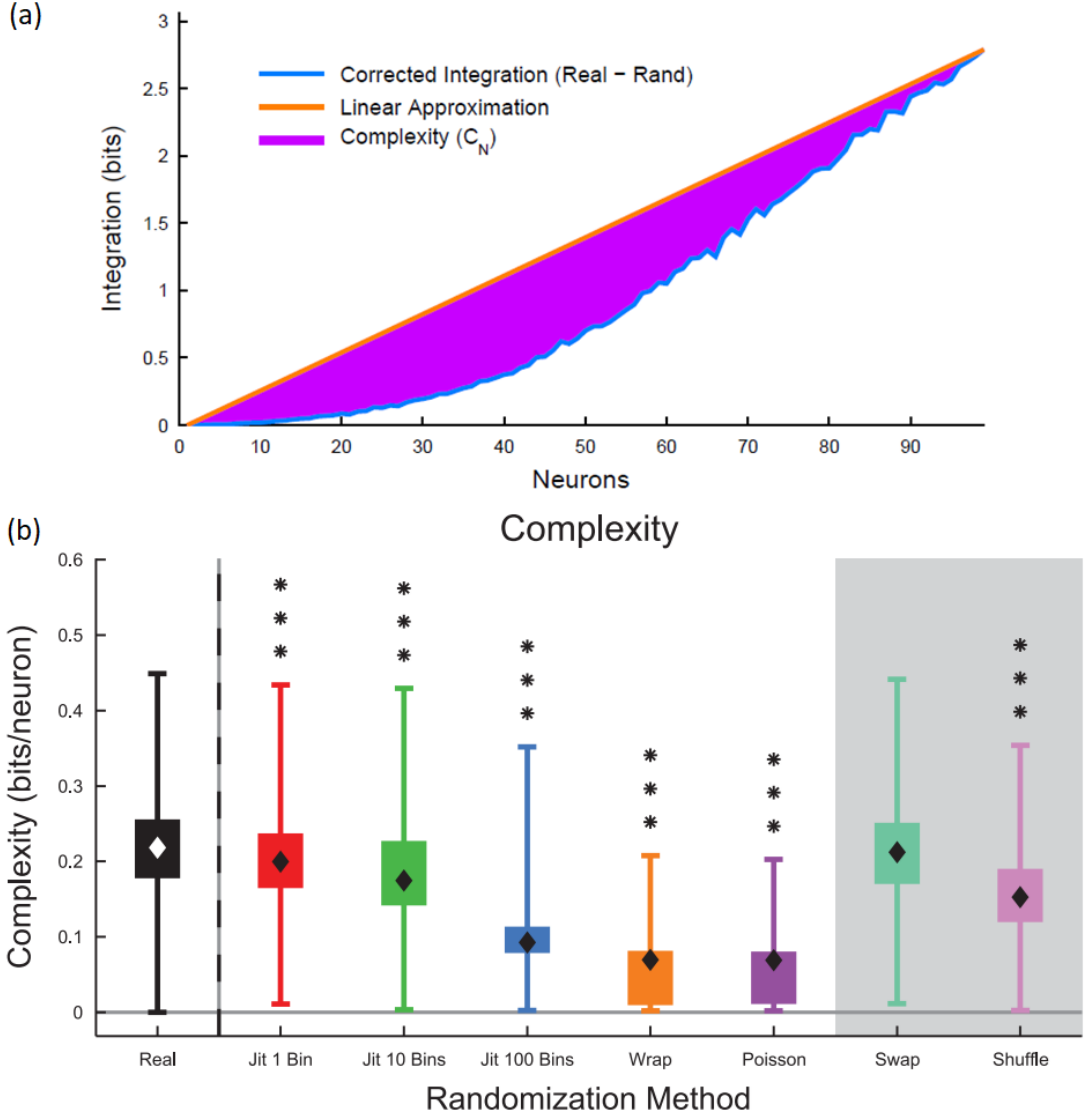 (a)
3
2.5
2
1.5
1
0.5
0
Integration (bits)
Corrected Integration (Real − Rand)
Linear Approximation
Complexity (C_N)
0 10 20 30 40 50 60 70 80 90
Neurons
(b)
Complexity
0.6
0.5
0.4
0.3
0.2
0.1
0
Complexity (bits/neuron)
* * * * * * *
* * * * * * *
* * * * * * *
Real Jit 1 Bin Jit 10 Bins Jit 100 Bins Wrap Poisson Swap Shuffle
Randomization Method